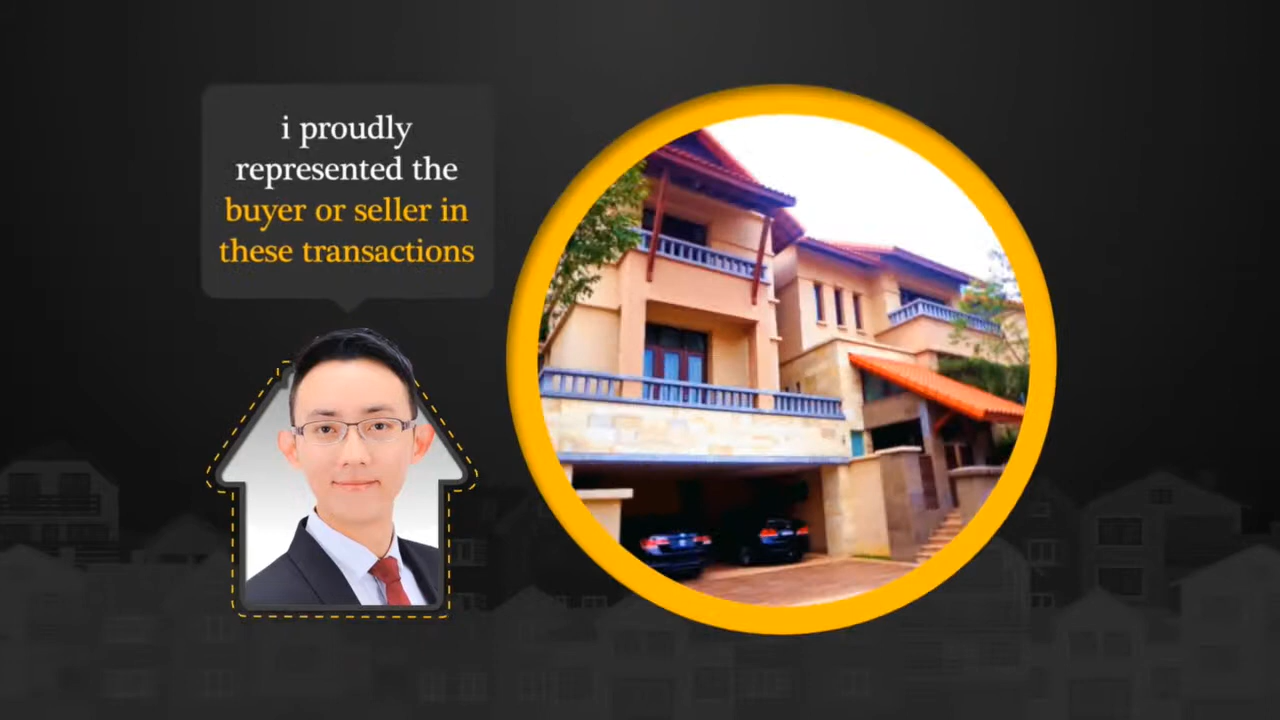 i proudly
represented the
buyer or seller in
these transactions